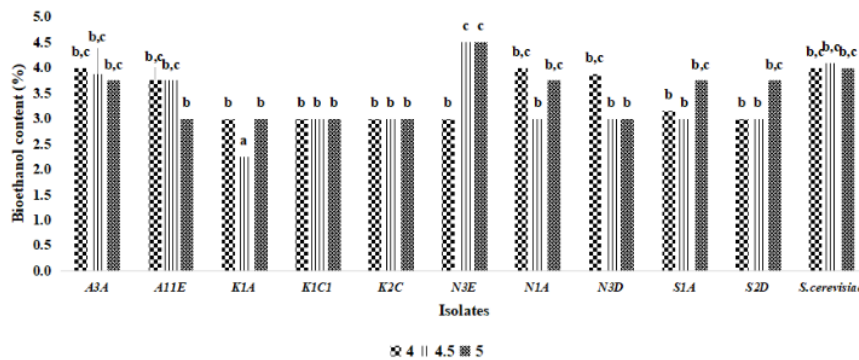 5.0
4.5
4.0
3.5
3.0
2.5
2.0
1.5
1.0
0.5
0.0
Bioethanol content (%)
b,c b,c b,c
b,c b,c b
b a b
b b b
b b b
b c c
b,c b b,c
b,c b b
b b b,c
b b b,c
b,c b,c b,c
A3A A11E K1A K1C1 K2C N3E N1A N3D S1A S2D S.cerevisiae
Isolates
4 4.5 5